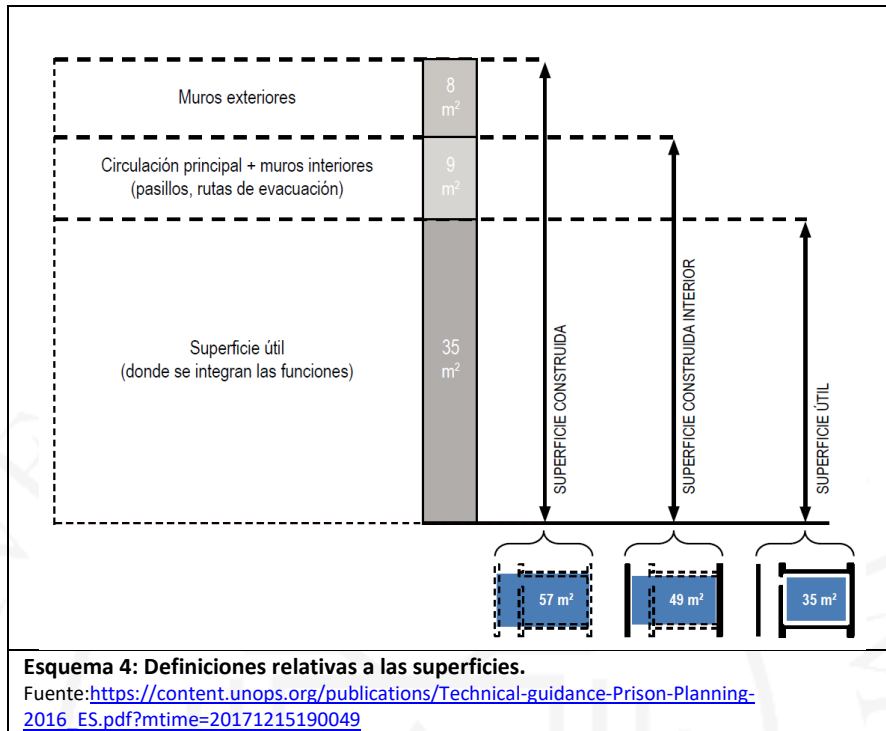 Muros exteriores
8
m²
Circulación principal + muros interiores
(pasillos, rutas de evacuación)
9
m²
Superficie útil
(donde se integran las funciones)
35
m²
SUPERFICIE CONSTRUIDA
SUPERFICIE CONSTRUIDA INTERIOR
SUPERFICIE ÚTIL
57 m²
49 m²
35 m²
Esquema 4: Definiciones relativas a las superficies.
Fuente:https://content.unops.org/publications/Technical-guidance-Prison-Planning-
2016_ES.pdf?mtime=20171215190049